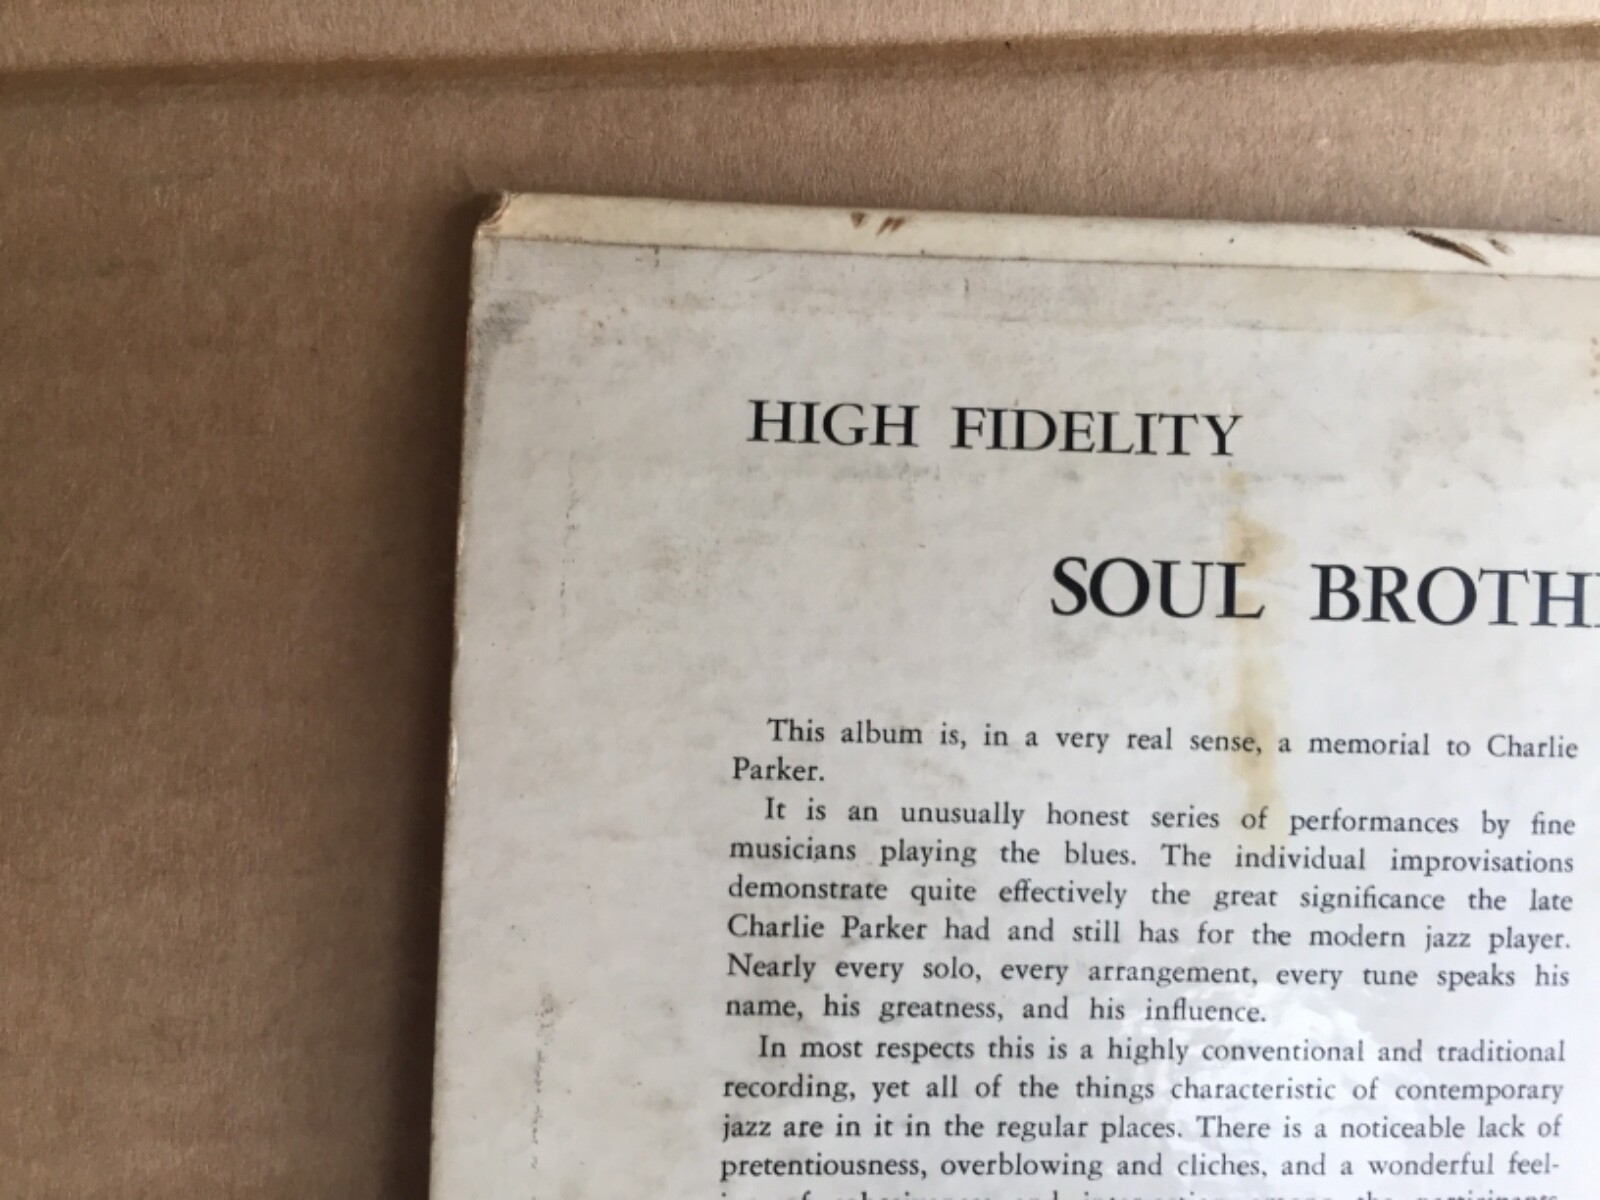 HIGH FIDELITY
SOUL
This album is, in a very real sense, a memorial to Charlie
Parker.
It is an unusually honest series of performances by fine
musicians playing the blues. The individual improvisations
demonstrate quite effectively the great significance the late
Charlie Parker had and still has for the modern jazz player.
Nearly every solo, every arrangement, every tune speaks his
name, his greatness, and his influence.
In most respects this is a highly conventional and traditional
recording, yet all of the things characteristic of contemporary
jazz are in it in the regular places. There is a noticeable lack of
pretentiousness, overblowing and cliches, and a wonderful feel-